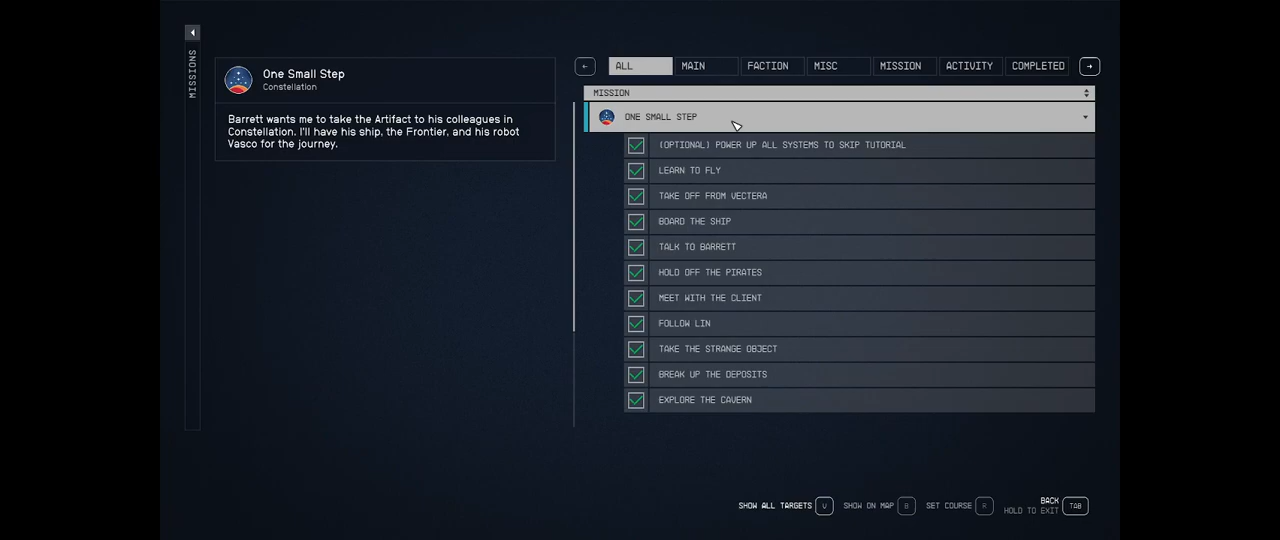 MISSIONS
One Small Step
Constellation
Barrett wants me to take the Artifact to his colleagues in
Constellation. I'll have his ship, the Frontier, and his robot
Vasco for the journey.
ALL MAIN FACTION MISC MISSION ACTIVITY COMPLETED
MISSION
ONE SMALL STEP
(OPTIONAL) POWER UP ALL SYSTEMS TO SKIP TUTORIAL
LEARN TO FLY
TAKE OFF FROM VECTERA
BOARD THE SHIP
TALK TO BARRETT
HOLD OFF THE PIRATES
MEET WITH THE CLIENT
FOLLOW LIN
TAKE THE STRANGE OBJECT
BREAK UP THE DEPOSITS
EXPLORE THE CAVERN
SHOW ALL TARGETS V SHOW ON MAP B SET COURSE R BACK TAB
HOLD TO EXIT